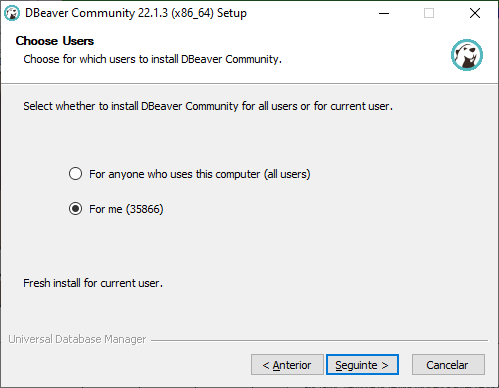 DBeaver Community 22.1.3 (x86_64) Setup
Choose Users
Choose for which users to install DBeaver Community.
Select whether to install DBeaver Community for all users or for current user.
For anyone who uses this computer (all users)
For me (35866)
Fresh install for current user.
Universal Database Manager
< Anterior
Seguinte >
Cancelar